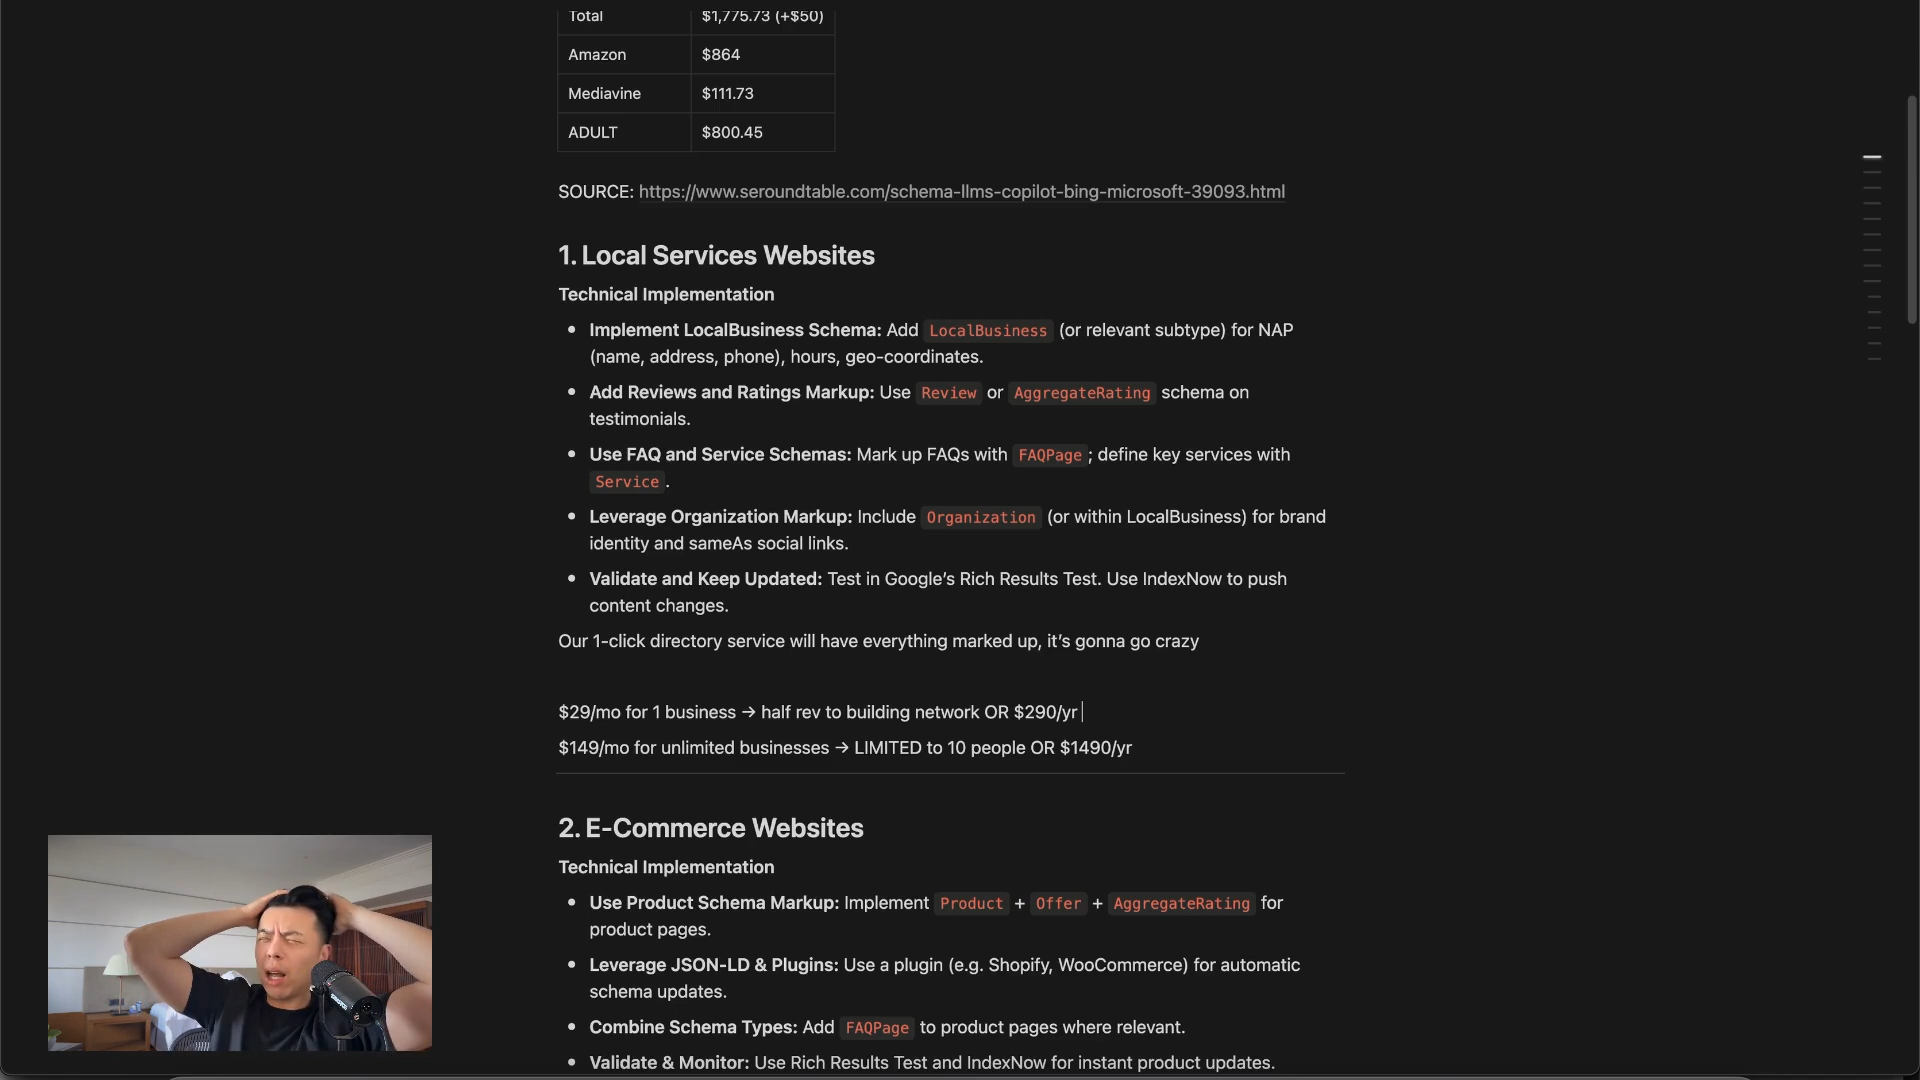 Total $1,775.73 (+$50)
Amazon $864
Mediavine $111.73
ADULT $800.45
SOURCE: https://www.seroundtable.com/schema-llms-copilot-bing-microsoft-39093.html
1. Local Services Websites
Technical Implementation
• Implement LocalBusiness Schema: Add LocalBusiness (or relevant subtype) for NAP
(name, address, phone), hours, geo-coordinates.
• Add Reviews and Ratings Markup: Use Review or AggregateRating schema on
testimonials.
• Use FAQ and Service Schemas: Mark up FAQs with FAQPage ; define key services with
Service .
• Leverage Organization Markup: Include Organization (or within LocalBusiness) for brand
identity and sameAs social links.
• Validate and Keep Updated: Test in Google’s Rich Results Test. Use IndexNow to push
content changes.
Our 1-click directory service will have everything marked up, it’s gonna go crazy
$29/mo for 1 business → half rev to building network OR $290/yr
$149/mo for unlimited businesses → LIMITED to 10 people OR $1490/yr
2. E-Commerce Websites
Technical Implementation
• Use Product Schema Markup: Implement Product + Offer + AggregateRating for
product pages.
• Leverage JSON-LD & Plugins: Use a plugin (e.g. Shopify, WooCommerce) for automatic
schema updates.
• Combine Schema Types: Add FAQPage to product pages where relevant.
• Validate & Monitor: Use Rich Results Test and IndexNow for instant product updates.